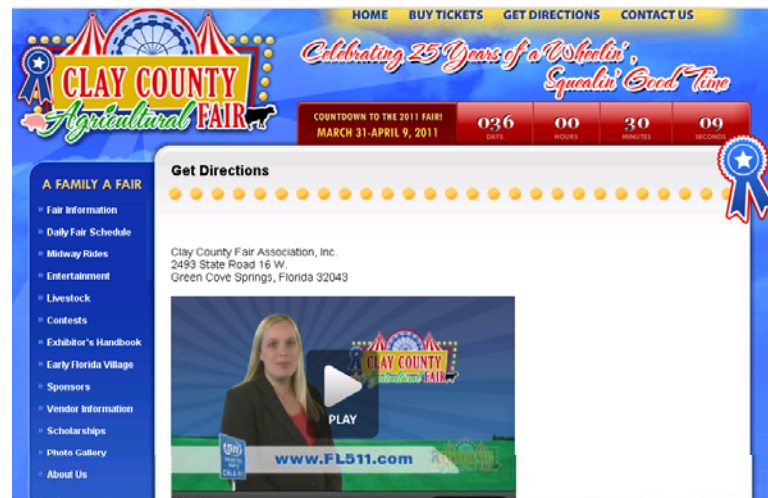 HOME BUY TICKETS GET DIRECTIONS CONTACT US
CLAY COUNTY
Agricultural FAIR
Celebrating 25 Years of a Wheelin',
Squealin' Good Time
COUNTDOWN TO THE 2011 FAIR!
MARCH 31-APRIL 9, 2011
036 00 30 09
DAYS HOURS MINUTES SECONDS
A FAMILY A FAIR
» Fair Information
» Daily Fair Schedule
» Midway Rides
» Entertainment
» Livestock
» Contests
» Exhibitor's Handbook
» Early Florida Village
» Sponsors
» Vendor Information
» Scholarships
» Photo Gallery
» About Us
Get Directions
Clay County Fair Association, Inc.
2493 State Road 16 W.
Green Cove Springs, Florida 32043
CLAY COUNTY
Agricultural FAIR
PLAY
511
CALL
www.FL511.com